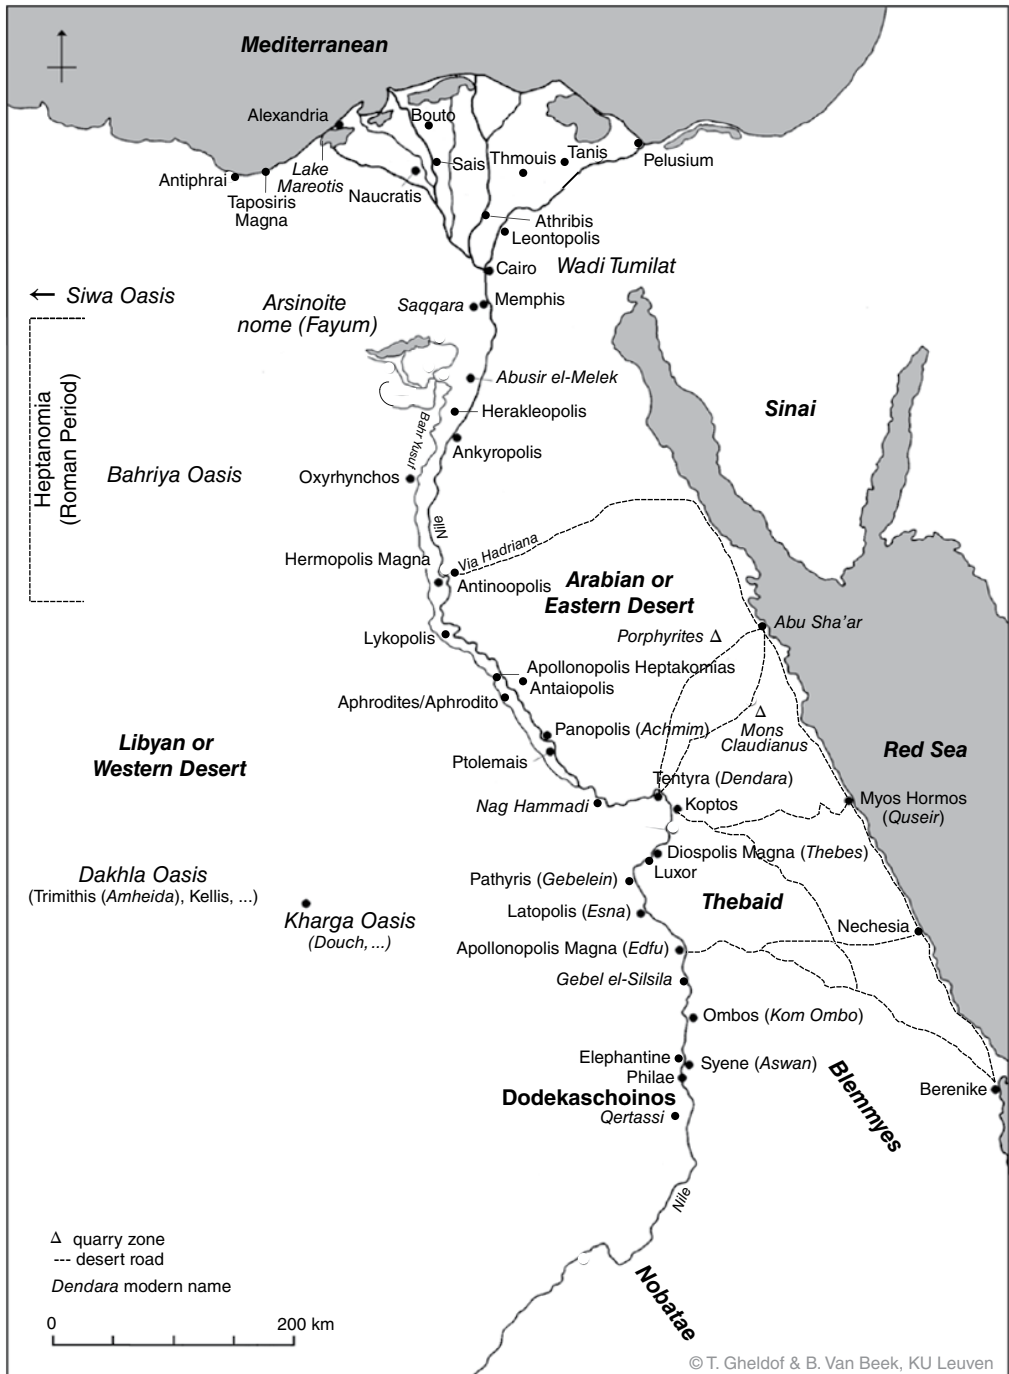 Mediterranean
Alexandria
Bouto
Lake
Mareotis
Sais
Thmouis
Tanis
Pelusium
Antiphrai
Taposiris
Magna
Naucratis
Athribis
Leontopolis
Cairo
Wadi Tumilat
← Siwa Oasis
Arsinoite
nome (Fayum)
Saqqara
Memphis
Heptanomia
(Roman Period)
Abusir el-Melek
Sinai
Herakleopolis
Bahr Yusuf
Ankyropolis
Bahriya Oasis
Oxyrhynchos
Nile
Via Hadriana
Hermopolis Magna
Antinoopolis
Arabian or
Eastern Desert
Porphyrites Δ
Abu Sha'ar
Lykopolis
Apollonopolis Heptakomias
Antaiopolis
Aphrodites/Aphrodito
Δ
Mons
Claudianus
Panopolis (Achmim)
Libyan or
Western Desert
Red Sea
Ptolemais
Tentyra (Dendara)
Nag Hammadi
Koptos
Myos Hormos
(Quseir)
Diospolis Magna (Thebes)
Luxor
Dakhla Oasis
(Trimithis (Amheida), Kellis, ...)
Pathyris (Gebelein)
Thebaid
Kharga Oasis
(Douch, ...)
Latopolis (Esna)
Nechesia
Apollonopolis Magna (Edfu)
Gebel el-Silsila
Ombos (Kom Ombo)
Elephantine
Syene (Aswan)
Philae
Blemmyes
Berenike
Dodekaschoinos
Qertassi
Nile
Nobatae
Δ quarry zone
--- desert road
Dendara modern name
0 200 km
© T. Gheldof & B. Van Beek, KU Leuven